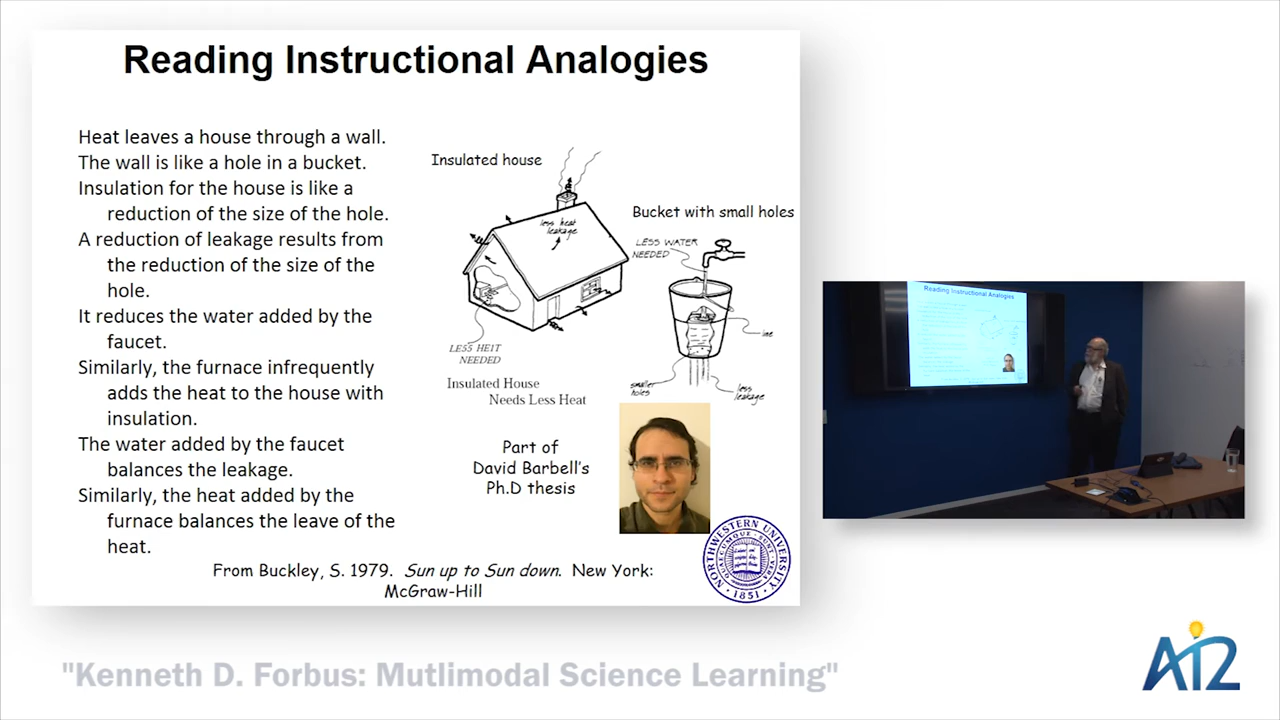 Reading Instructional Analogies
Heat leaves a house through a wall.
The wall is like a hole in a bucket.
Insulation for the house is like a
reduction of the size of the hole.
A reduction of leakage results from
the reduction of the size of the
hole.
It reduces the water added by the
faucet.
Similarly, the furnace infrequently
adds the heat to the house with
insulation.
The water added by the faucet
balances the leakage.
Similarly, the heat added by the
furnace balances the leave of the
heat.
Insulated house
less heat
leakage
LESS HEIT
NEEDED
Insulated House
Needs Less Heat
Bucket with small holes
LESS WATER
NEEDED
line
smaller
holes
less
leakage
Part of
David Barbell's
Ph.D thesis
NORTHWESTERN UNIVERSITY
1851
From Buckley, S. 1979. Sun up to Sun down. New York:
McGraw-Hill
Reading Instructional Analogies
"Kenneth D. Forbus: Mutlimodal Science Learning"
Ai2